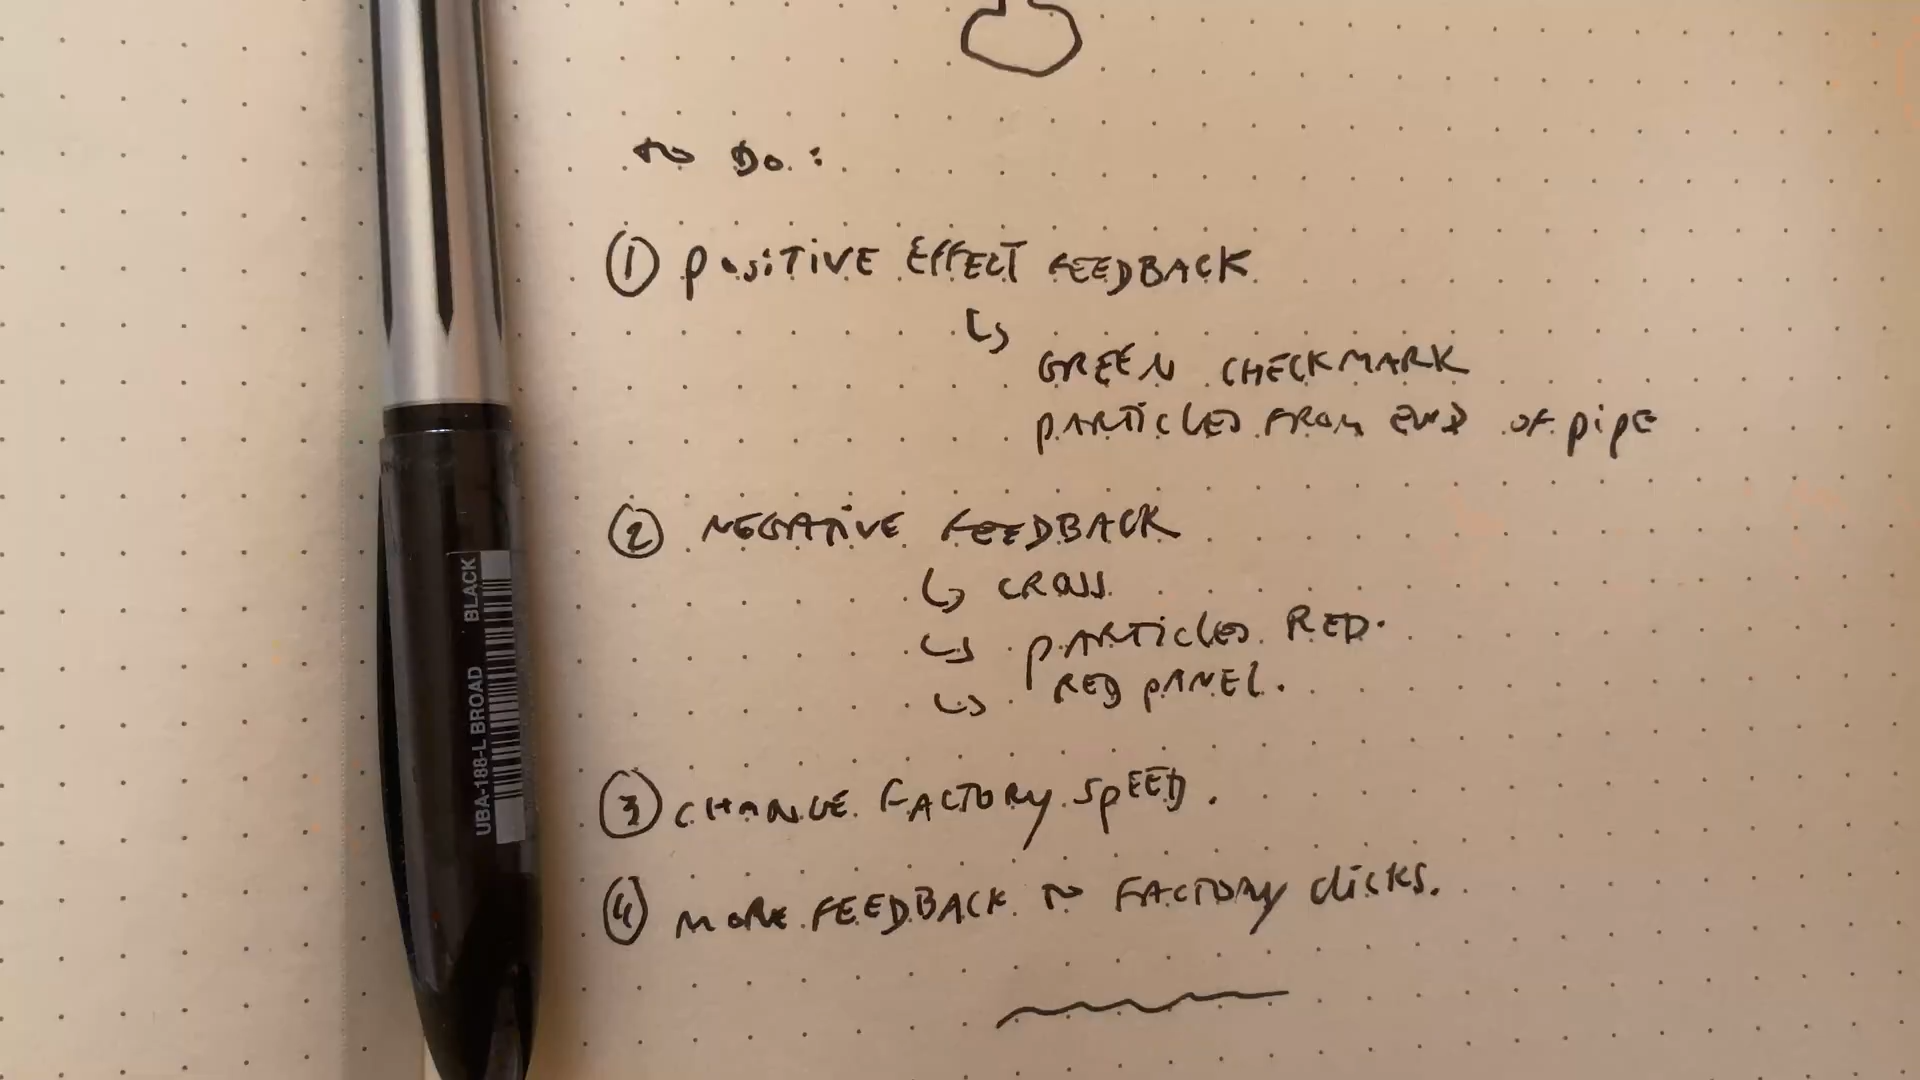 TO DO:
① POSITIVE EFFECT FEEDBACK
↳
GREEN CHECKMARK
PARTICLES FROM END OF PIPE
② NEGATIVE FEEDBACK
↳ CROSS
↳ PARTICLES RED.
↳ RED PANEL.
③ CHANGE FACTORY SPEED.
④ MORE FEEDBACK TO FACTORY clicks.
UBA-188-L BROAD BLACK